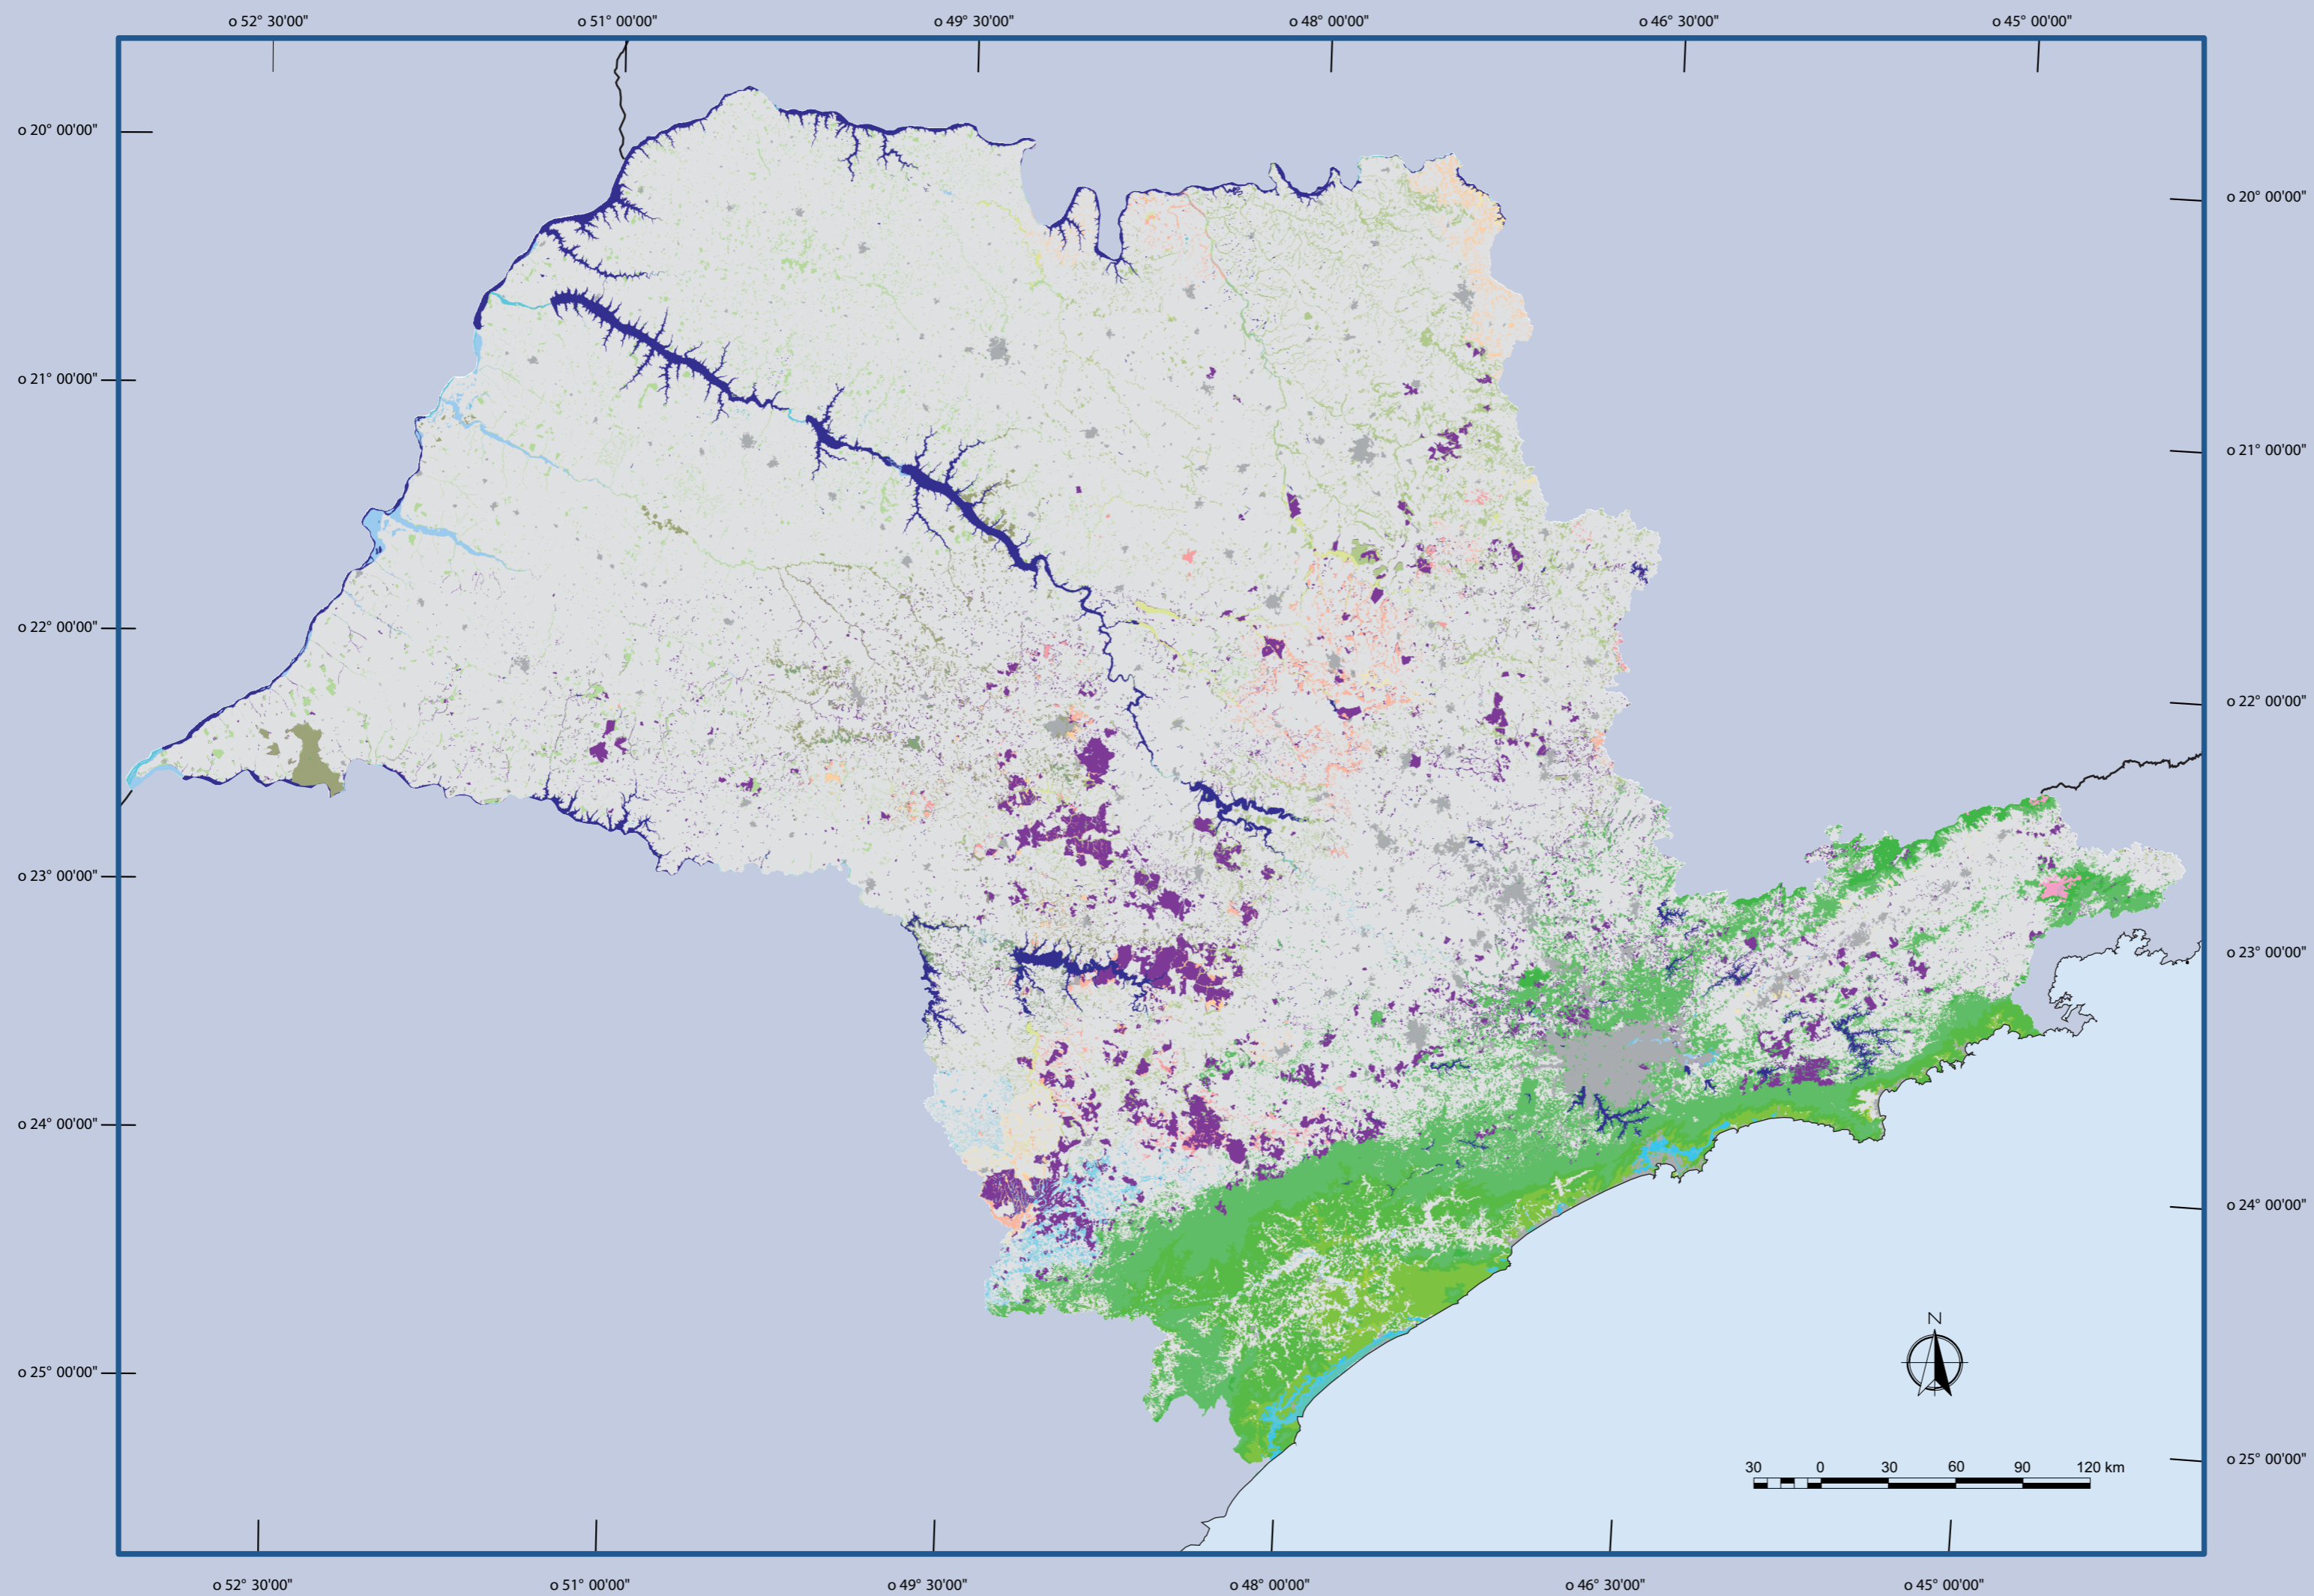 o 52° 30'00"
o 51° 00'00"
o 49° 30'00"
o 48° 00'00"
o 46° 30'00"
o 45° 00'00"
o 20° 00'00"
o 20° 00'00"
o 21° 00'00"
o 21° 00'00"
o 22° 00'00"
o 22° 00'00"
o 23° 00'00"
o 23° 00'00"
o 24° 00'00"
o 24° 00'00"
N
o 25° 00'00"
o 25° 00'00"
30 0 30 60 90 120 km
o 52° 30'00"
o 51° 00'00"
o 49° 30'00"
o 48° 00'00"
o 46° 30'00"
o 45° 00'00"